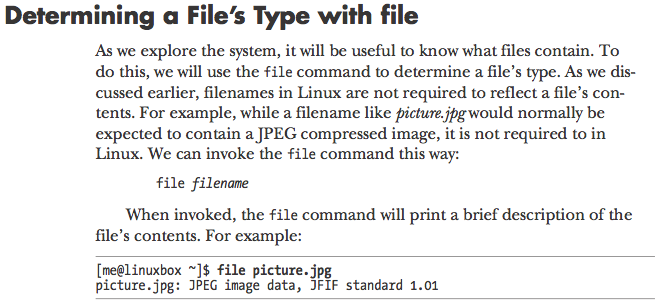 Determining a File’s Type with file
As we explore the system, it will be useful to know what files contain. To
do this, we will use the file command to determine a file’s type. As we dis-
cussed earlier, filenames in Linux are not required to reflect a file’s con-
tents. For example, while a filename like picture.jpg would normally be
expected to contain a JPEG compressed image, it is not required to in
Linux. We can invoke the file command this way:
file filename
When invoked, the file command will print a brief description of the
file’s contents. For example:
[me@linuxbox ~]$ file picture.jpg
picture.jpg: JPEG image data, JFIF standard 1.01